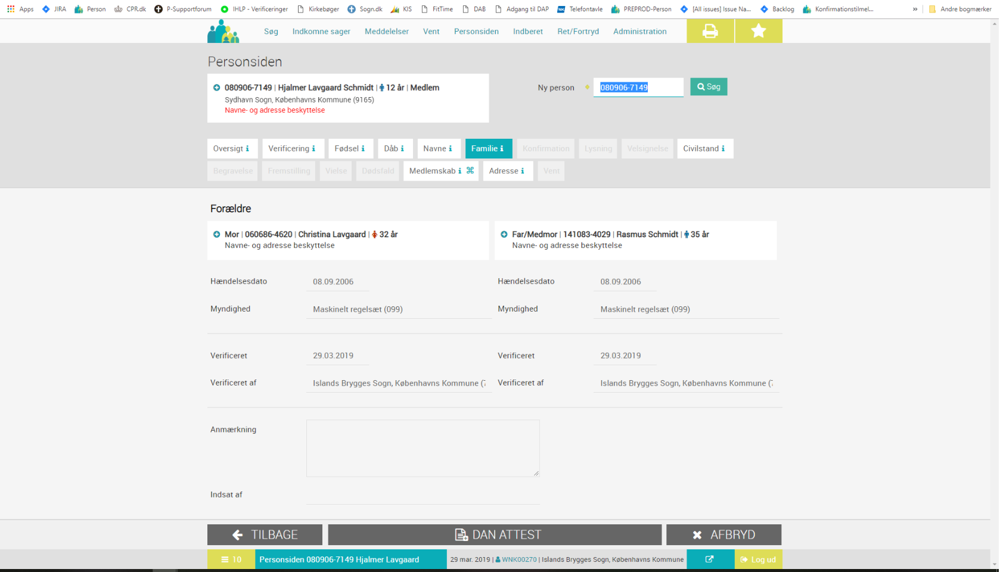 Apps JIRA Person CPR.dk P-Supportforum IHLP - Verificeringer Kirkebøger Sogn.dk KIS FitTime DAB Adgang til DAP TDC Telefontavle PREPROD-Person [All issues] Issue Na... Backlog Konfirmationstilmel... » Andre bogmærker
Søg Indkomne sager Meddelelser Vent Personsiden Indberet Ret/Fortryd Administration
Personsiden
080906-7149 | Hjalmer Lavgaard Schmidt | 12 år | Medlem
Sydhavn Sogn, Københavns Kommune (9165)
Navne- og adresse beskyttelse
Ny person 080906-7149 Søg
Oversigt i Verificering i Fødsel i Dåb i Navne i Familie i Konfirmation Lysning Velsignelse Civilstand i
Begravelse Fremstilling Vielse Dødsfald Medlemskab i ⌘ Adresse i Vent
Forældre
Mor | 060686-4620 | Christina Lavgaard | 32 år
Navne- og adresse beskyttelse
Far/Medmor | 141083-4029 | Rasmus Schmidt | 35 år
Navne- og adresse beskyttelse
Hændelsesdato 08.09.2006 Hændelsesdato 08.09.2006
Myndighed Maskinelt regelsæt (099) Myndighed Maskinelt regelsæt (099)
Verificeret 29.03.2019 Verificeret 29.03.2019
Verificeret af Islands Brygges Sogn, Københavns Kommune (7 Verificeret af Islands Brygges Sogn, Københavns Kommune (7
Anmærkning
Indsat af
TILBAGE DAN ATTEST AFBRYD
10 Personsiden 080906-7149 Hjalmer Lavgaard 29 mar. 2019 | WNK00270 | Islands Brygges Sogn, Københavns Kommune Log ud